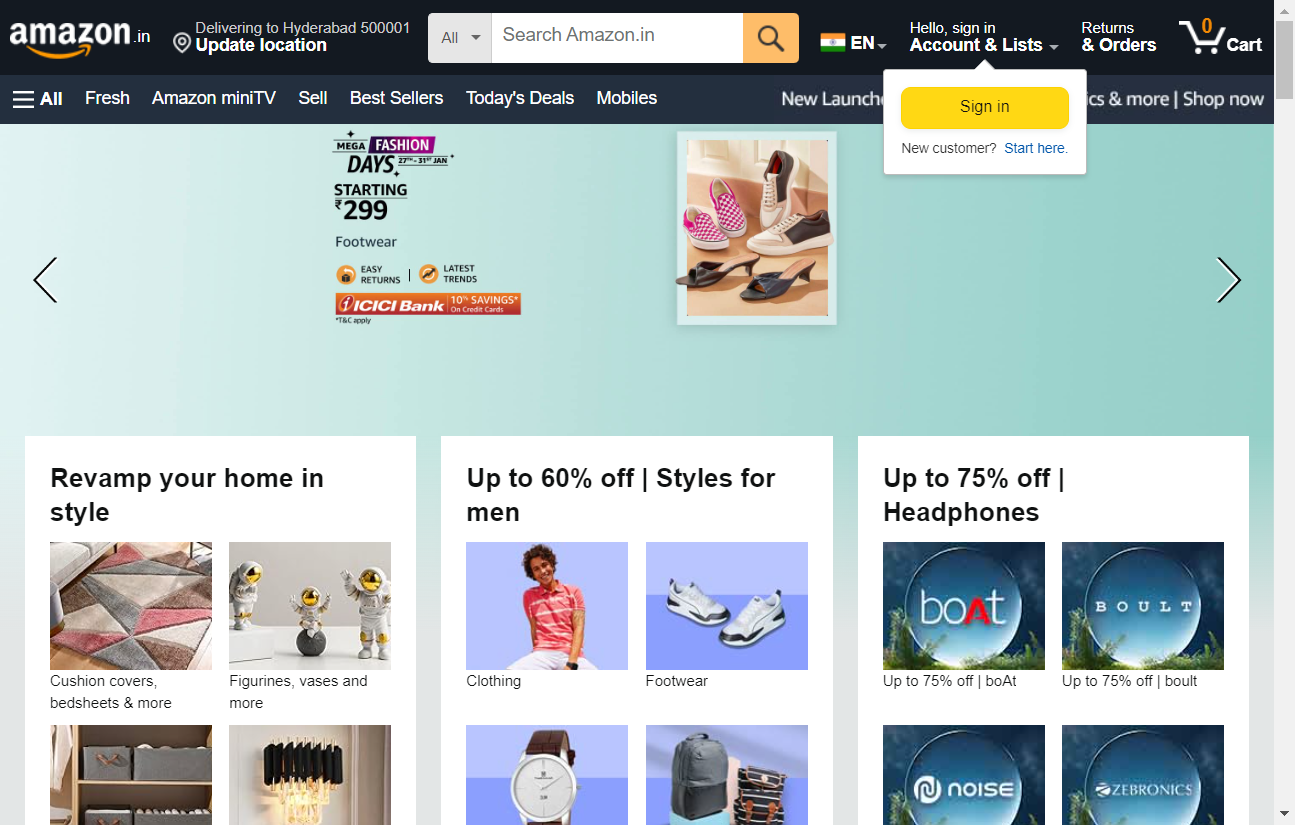 amazon.in
Delivering to Hyderabad 500001
Update location
All
Search Amazon.in
EN
Hello, sign in
Account & Lists
Returns
& Orders
0
Cart
All
Fresh
Amazon miniTV
Sell
Best Sellers
Today's Deals
Mobiles
New Launche
ics & more | Shop now
Sign in
New customer? Start here.
MEGA FASHION
DAYS 27TH - 31ST JAN
STARTING
₹299
Footwear
EASY
RETURNS
LATEST
TRENDS
ICICI Bank
10% SAVINGS*
On Credit Cards
*T&C apply
Revamp your home in
style
Cushion covers,
bedsheets & more
Figurines, vases and
more
Up to 60% off | Styles for
men
Clothing
Footwear
Up to 75% off |
Headphones
boAt
BOULT
Up to 75% off | boAt
Up to 75% off | boult
NOISE
ZEBRONICS